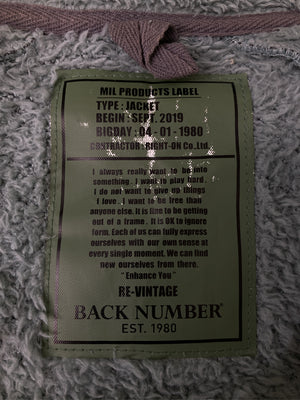 MIL PRODUCTS LABEL
TYPE : JACKET
BEGIN : SEPT. 2019
BIGDAY : 04 - 01 - 1980
CONTRACTOR : RIGHT-ON Co.,Ltd.
I always really want to be into
something. I want to play hard.
I do not want to give up things
I love. I want to be free than
anyone else. It is fine to be getting
out of a frame. It is OK to ignore
form. Each of us can fully express
ourselves with our own sense at
every single moment. We can find
new ourselves from there.
"Enhance You"
RE-VINTAGE
BACK NUMBER
EST. 1980